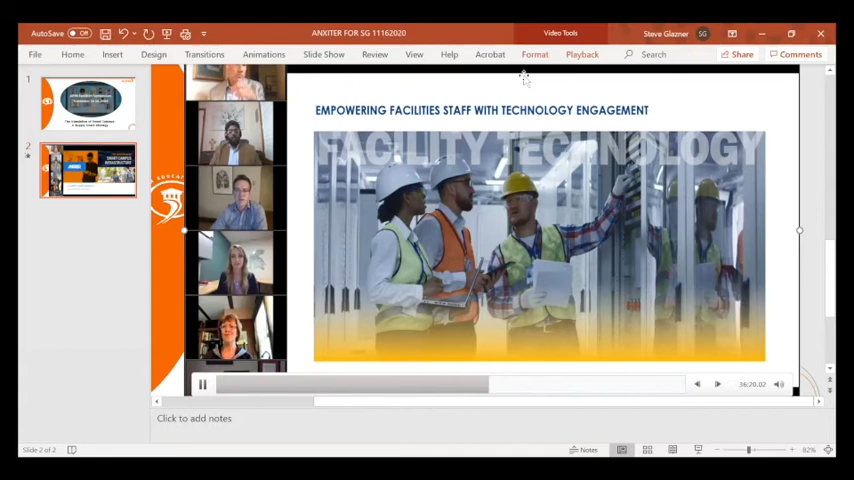 AutoSave Off
ANXITER FOR SG 11162020
Video Tools
Steve Glazner SG
File Home Insert Design Transitions Animations Slide Show Review View Help Acrobat Format Playback Search Share Comments
1
2
EMPOWERING FACILITIES STAFF WITH TECHNOLOGY ENGAGEMENT
FACILITY TECHNOLOGY
EDUCA
36:20.02
Click to add notes
Slide 2 of 2
Notes
82%